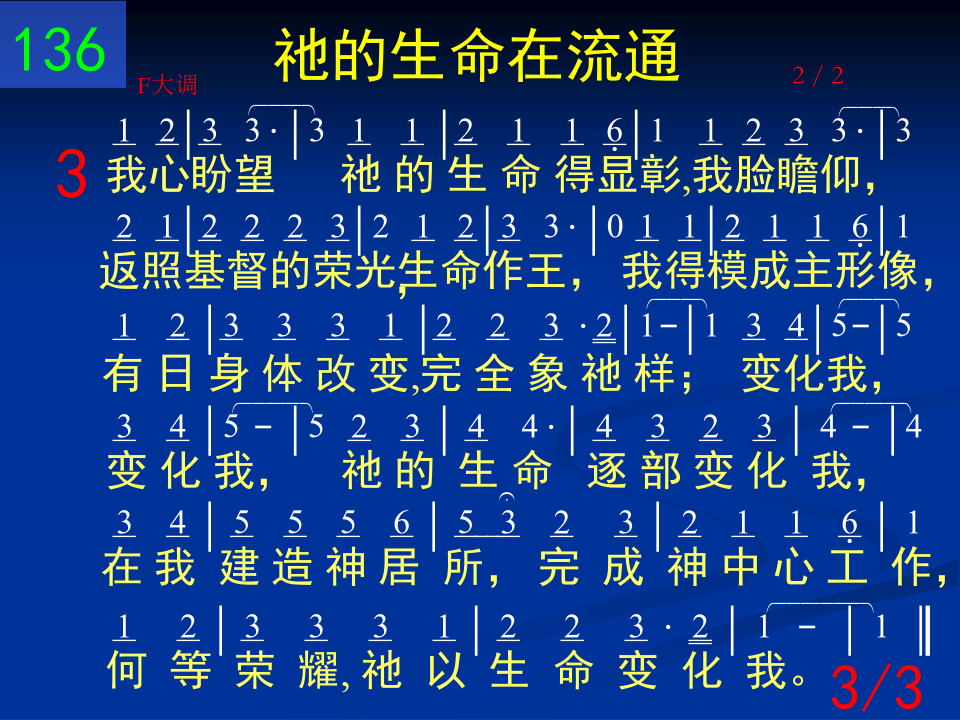 136
祂的生命在流通
F大调
2 / 2
1 2|3 3·|3 1 1|2 1 1 6̣|1 1 2 3 3·|3
3
我心盼望 祂的生命得显彰,我脸瞻仰,
2 1|2 2 2 3|2 1 2|3 3·|0 1 1|2 1 1 6̣|1
返照基督的荣光,生命作王, 我得模成主形像,
1 2|3 3 3 1|2 2 3·2|1-|1 3 4|5-|5
有日身体改变,完全象祂样; 变化我,
3 4|5-|5 2 3|4 4·|4 3 2 3|4-|4
变化我, 祂的生命逐部变化我,
3 4|5 5 5 6|5 3 2 3|2 1 1 6̣|1
在我建造神居所, 完成神中心工作,
1 2|3 3 3 1|2 2 3·2|1 -|1‖
何等荣耀, 祂以生命变化我。
3/3